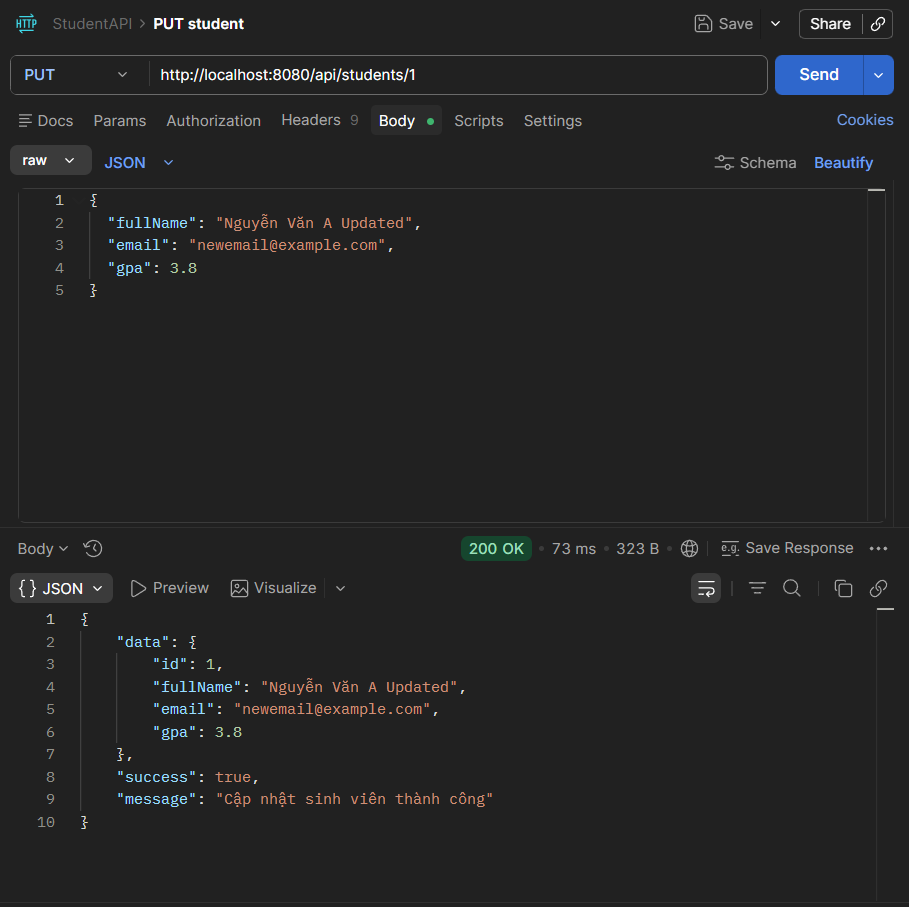 HTTP StudentAPI > PUT student Save Share
PUT http://localhost:8080/api/students/1 Send
Docs Params Authorization Headers 9 Body Scripts Settings Cookies
raw JSON Schema Beautify
1 {
2 "fullName": "Nguyễn Văn A Updated",
3 "email": "newemail@example.com",
4 "gpa": 3.8
5 }
Body 200 OK • 73 ms • 323 B • e.g. Save Response
{} JSON Preview Visualize
1 {
2 "data": {
3 "id": 1,
4 "fullName": "Nguyễn Văn A Updated",
5 "email": "newemail@example.com",
6 "gpa": 3.8
7 },
8 "success": true,
9 "message": "Cập nhật sinh viên thành công"
10 }